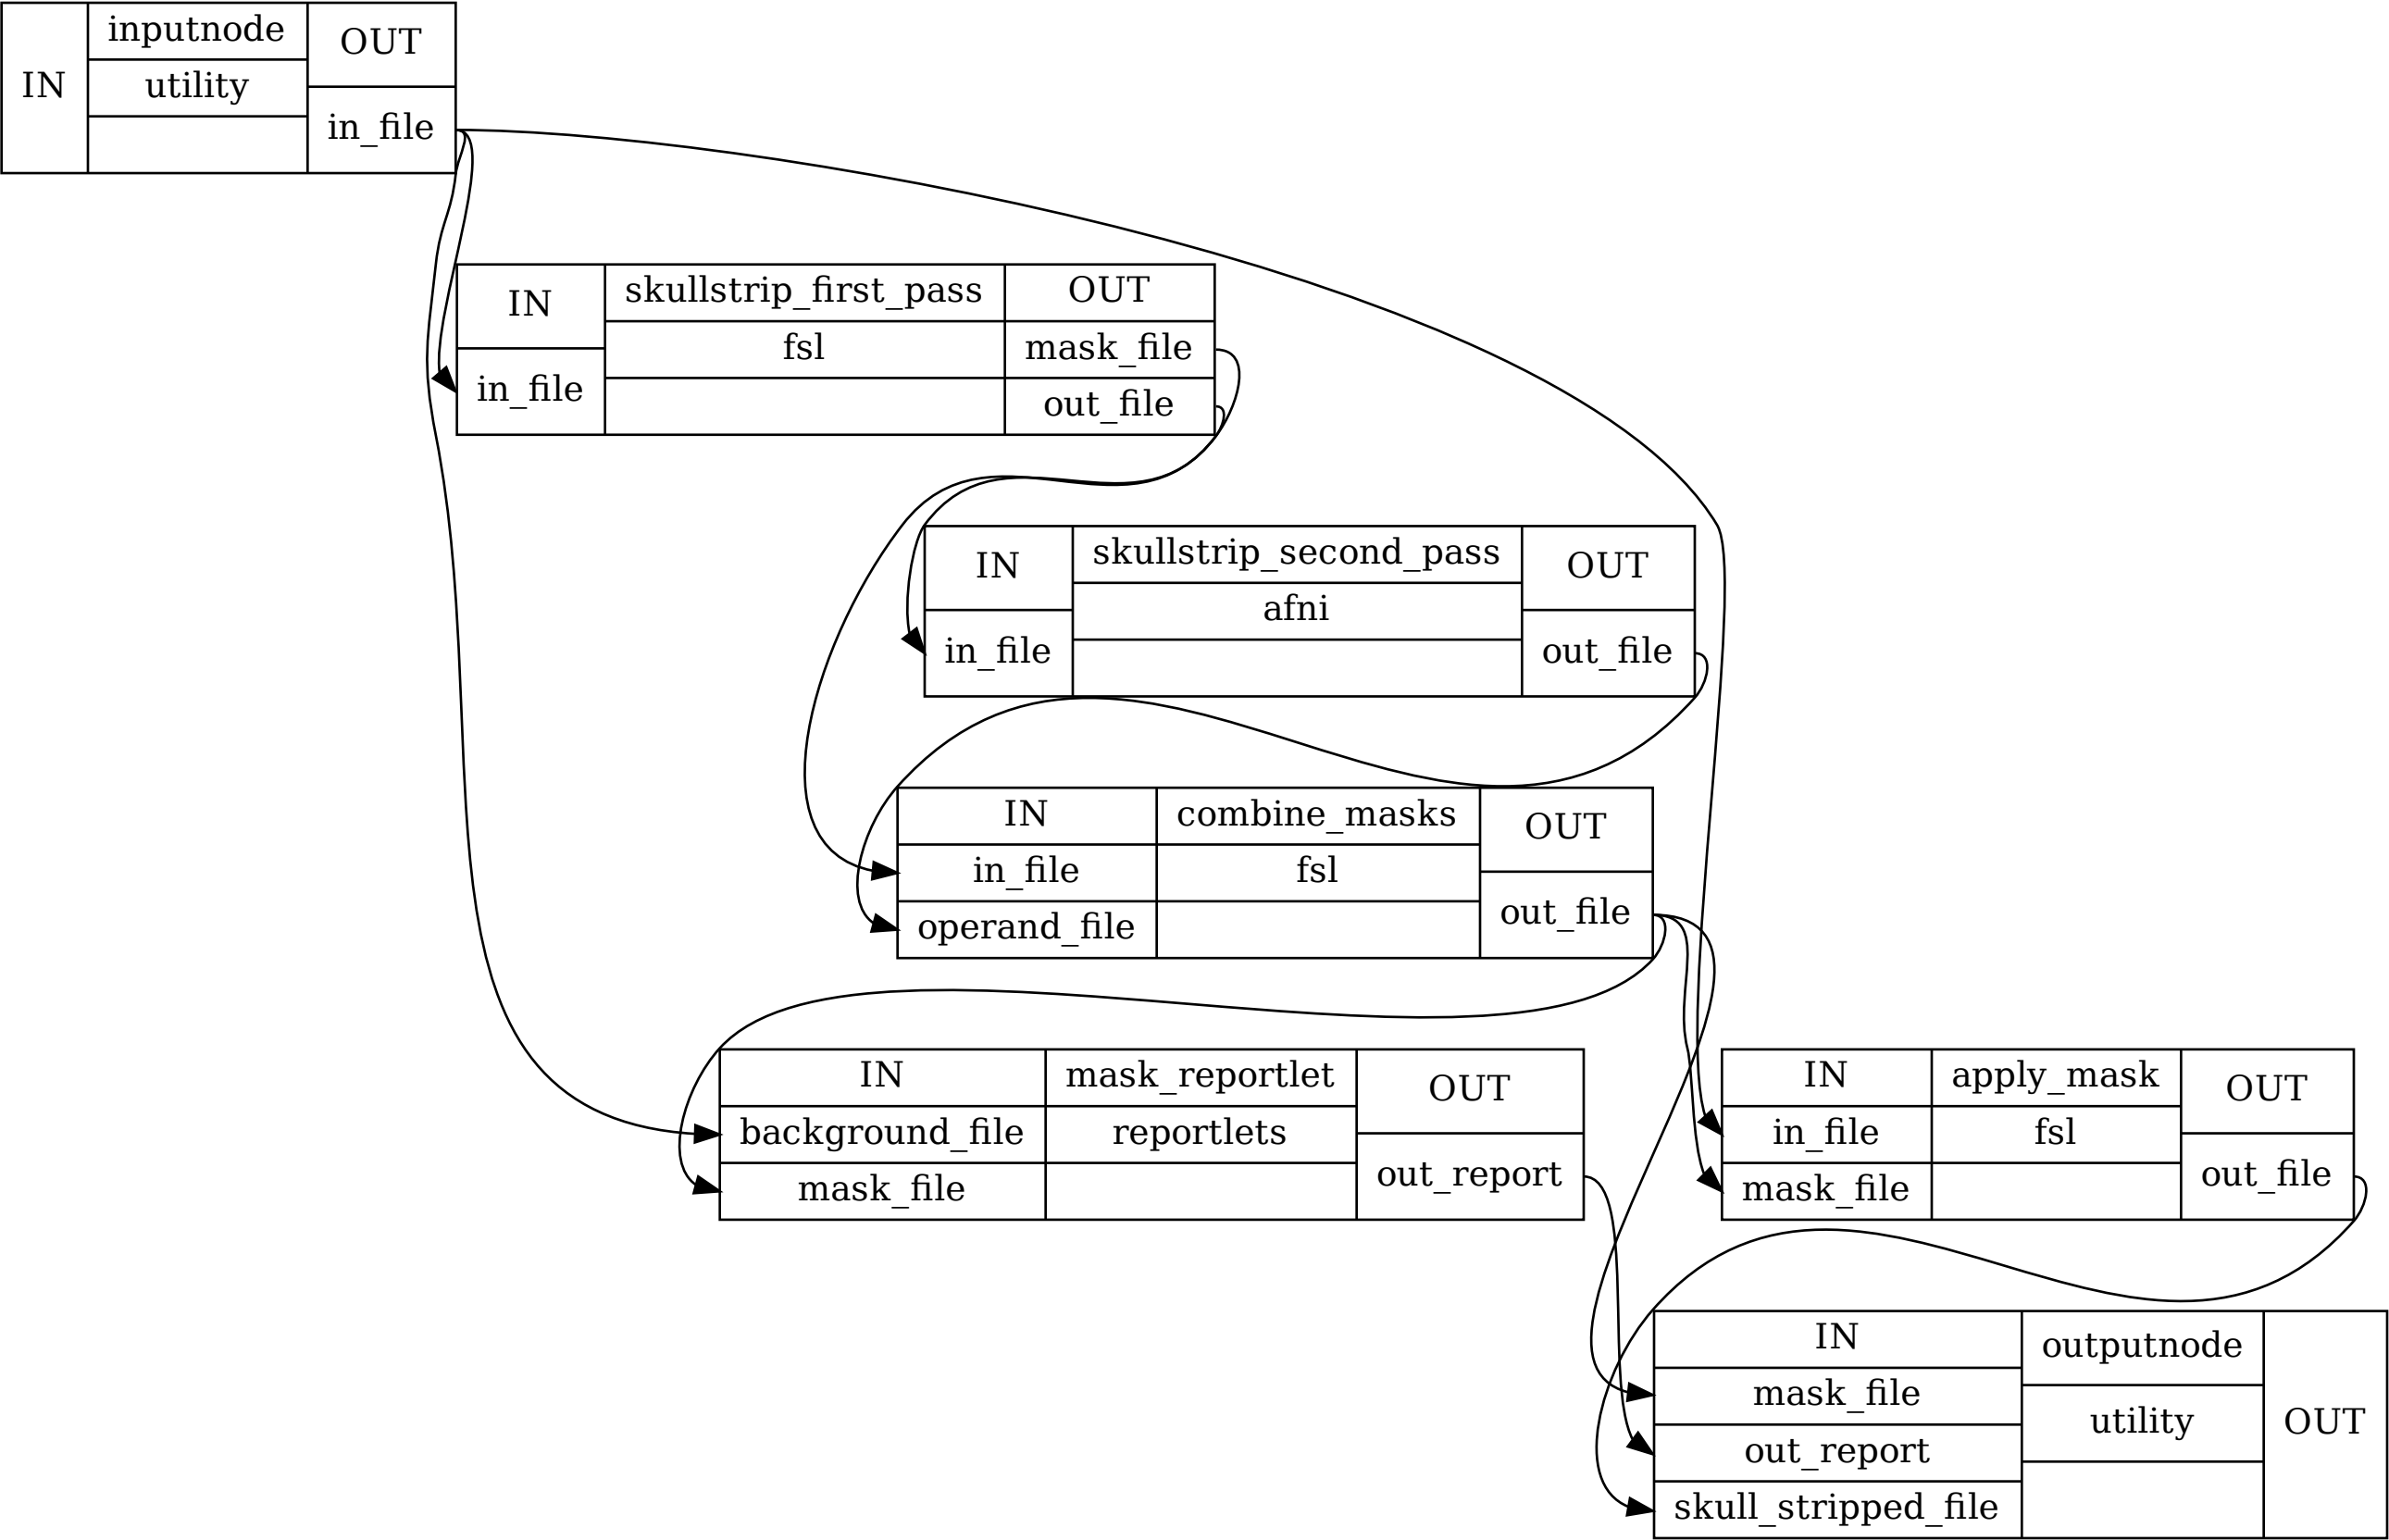 IN
inputnode
utility
OUT
in_file
IN
in_file
skullstrip_first_pass
fsl
OUT
mask_file
out_file
IN
in_file
skullstrip_second_pass
afni
OUT
out_file
IN
in_file
operand_file
combine_masks
fsl
OUT
out_file
IN
background_file
mask_file
mask_reportlet
reportlets
OUT
out_report
IN
in_file
mask_file
apply_mask
fsl
OUT
out_file
IN
mask_file
out_report
skull_stripped_file
outputnode
utility
OUT